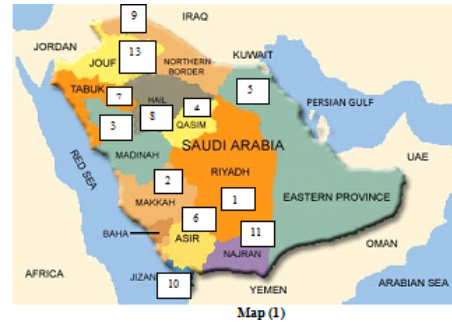 9
IRAQ
JORDAN
13
JOUF
KUWAIT
NORTHERN
BORDER
TABUK
7
HAIL
5
4
PERSIAN GULF
8
3
QASIM
SAUDI ARABIA
MADINAH
UAE
RED SEA
2
RIYADH
1
EASTERN PROVINCE
MAKKAH
6
BAHA
ASIR
11
OMAN
NAJRAN
AFRICA
JIZAN
10
YEMEN
ARABIAN SEA
Map (1)